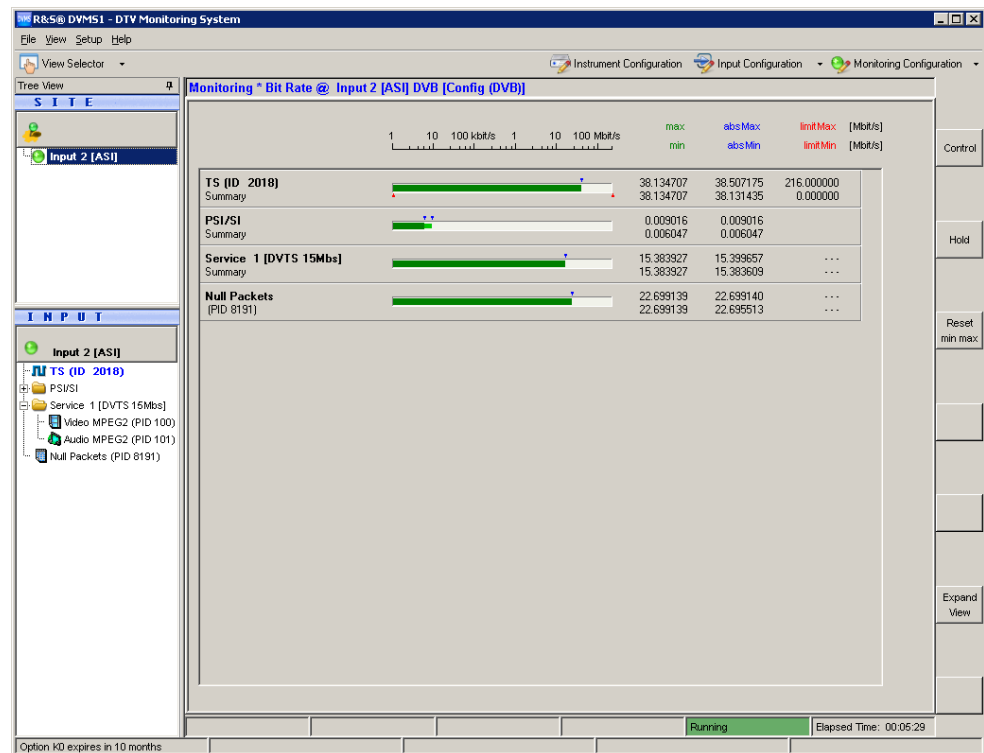 DVMS R&S® DVMS1 - DTV Monitoring System
File View Setup Help
View Selector
Instrument Configuration Input Configuration Monitoring Configuration
Tree View
S I T E
Input 2 [ASI]
I N P U T
Input 2 [ASI]
TS (ID 2018)
PSI/SI
Service 1 [DVTS 15Mbs]
Video MPEG2 (PID 100)
Audio MPEG2 (PID 101)
Null Packets (PID 8191)
Monitoring * Bit Rate @ Input 2 [ASI] DVB [Config (DVB)]
1 10 100 kbit/s 1 10 100 Mbit/s max absMax limitMax [Mbit/s]
min absMin limitMin [Mbit/s]
TS (ID 2018) 38.134707 38.507175 216.000000
Summary 38.134707 38.131435 0.000000
PSI/SI 0.009016 0.009016
Summary 0.006047 0.006047
Service 1 [DVTS 15Mbs] 15.383927 15.399657 ...
Summary 15.383927 15.383609 ...
Null Packets 22.699139 22.699140 ...
(PID 8191) 22.699139 22.695513 ...
Control
Hold
Reset
min max
Expand
View
Running Elapsed Time: 00:05:29
Option K0 expires in 10 months